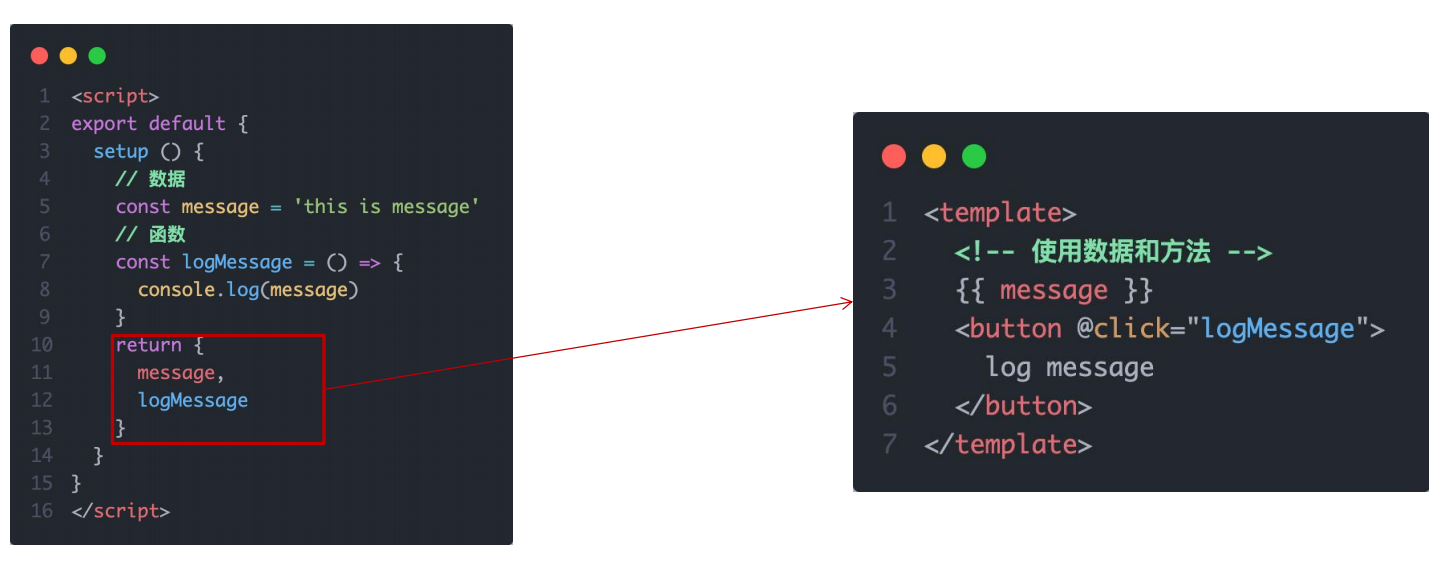 1 <script>
2 export default {
3   setup () {
4     // 数据
5     const message = 'this is message'
6     // 函数
7     const logMessage = () => {
8       console.log(message)
9     }
10     return {
11       message,
12       logMessage
13     }
14   }
15 }
16 </script>
1 <template>
2   <!-- 使用数据和方法 -->
3   {{ message }}
4   <button @click="logMessage">
5     log message
6   </button>
7 </template>